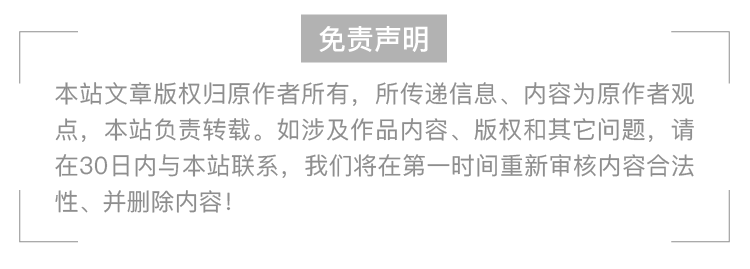 免责声明
本站文章版权归原作者所有，所传递信息、内容为原作者观
点，本站负责转载。如涉及作品内容、版权和其它问题，请
在30日内与本站联系，我们将在第一时间重新审核内容合法
性、并删除内容！